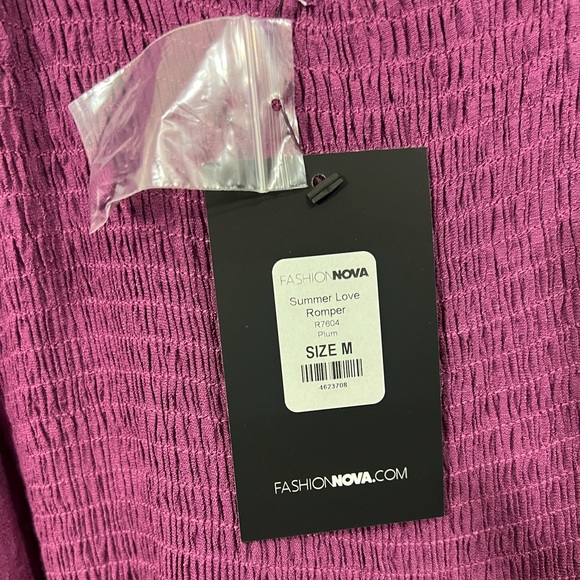 FASHIONNOVA
Summer Love
Romper
R7604
Plum
SIZE M
4623708
FASHIONNOVA.COM